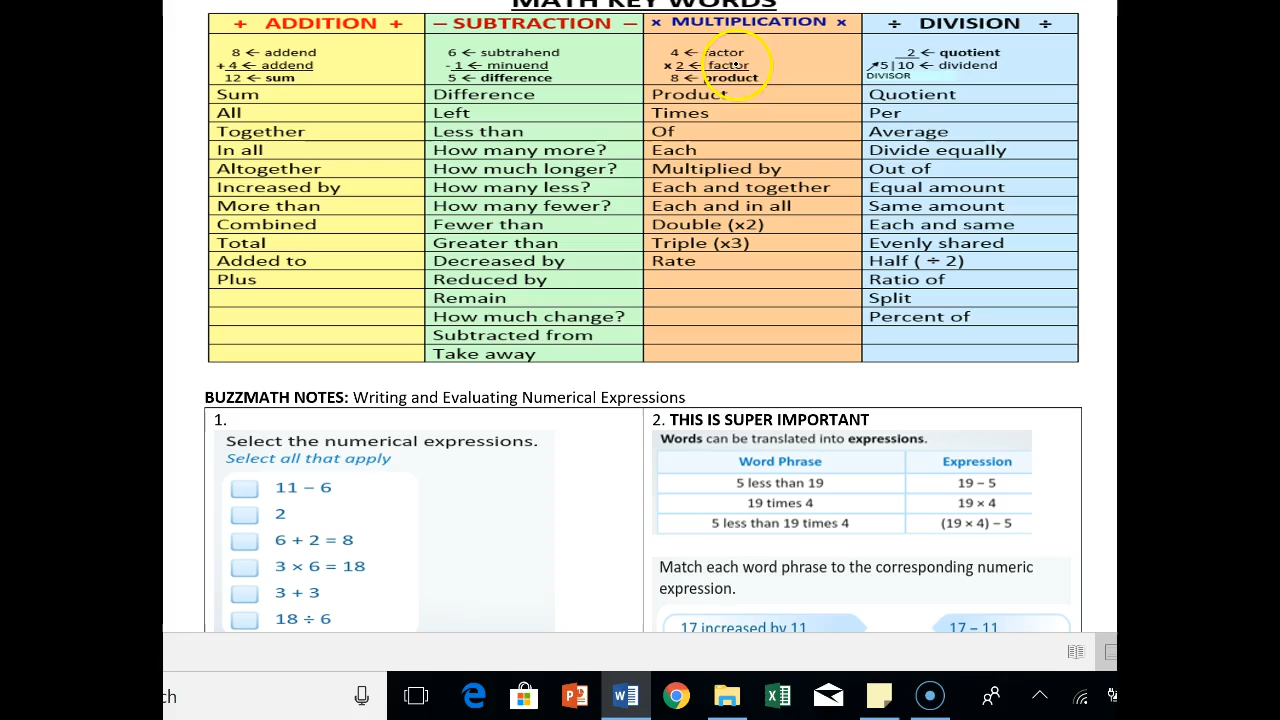 MATH KEY WORDS
+ ADDITION +
8 ← addend
+ 4 ← addend
12 ← sum
Sum
All
Together
In all
Altogether
Increased by
More than
Combined
Total
Added to
Plus
— SUBTRACTION —
6 ← subtrahend
- 1 ← minuend
5 ← difference
Difference
Left
Less than
How many more?
How much longer?
How many less?
How many fewer?
Fewer than
Greater than
Decreased by
Reduced by
Remain
How much change?
Subtracted from
Take away
x MULTIPLICATION x
4 ← factor
x 2 ← factor
8 ← product
Product
Times
Of
Each
Multiplied by
Each and together
Each and in all
Double (x2)
Triple (x3)
Rate
÷ DIVISION ÷
2 ← quotient
↗5|10 ← dividend
DIVISOR
Quotient
Per
Average
Divide equally
Out of
Equal amount
Same amount
Each and same
Evenly shared
Half ( ÷ 2)
Ratio of
Split
Percent of
BUZZMATH NOTES: Writing and Evaluating Numerical Expressions
1.
Select the numerical expressions.
Select all that apply
11 – 6
2
6 + 2 = 8
3 × 6 = 18
3 + 3
18 ÷ 6
2. THIS IS SUPER IMPORTANT
Words can be translated into expressions.
Word Phrase Expression
5 less than 19 19 – 5
19 times 4 19 × 4
5 less than 19 times 4 (19 × 4) – 5
Match each word phrase to the corresponding numeric
expression.
17 increased by 11 17 – 11
ch